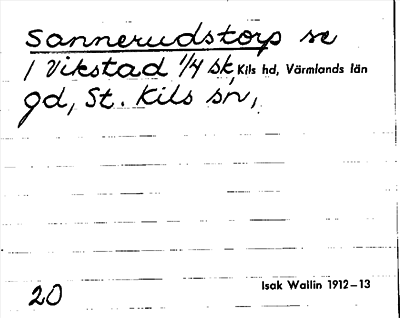 Sannerudstorp se
1 Vikstad 1/4 sk, Kils hd, Värmlands län
gd, St. Kils sn,
20
Isak Wallin 1912–13